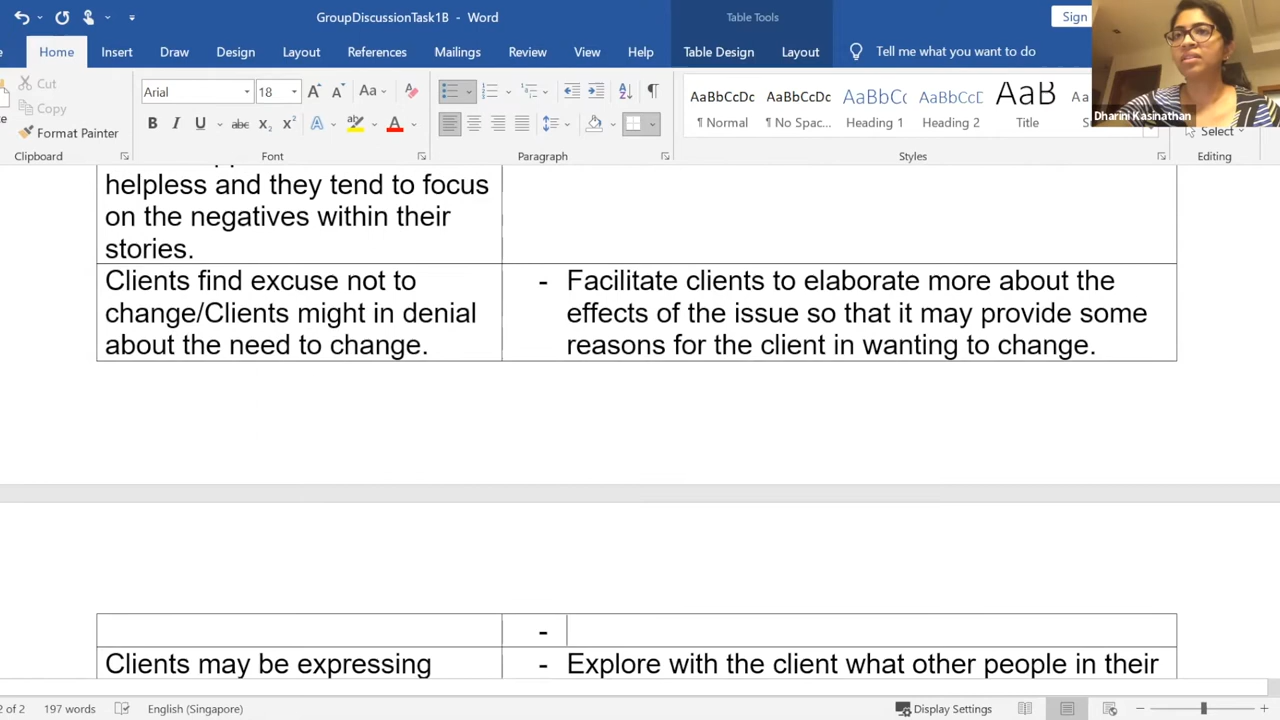 GroupDiscussionTask1B - Word
Table Tools
Sign
Home Insert Draw Design Layout References Mailings Review View Help Table Design Layout Tell me what you want to do
Cut
Copy
Format Painter
Clipboard
Arial 18
Font
Paragraph
AaBbCcDc AaBbCcDc AaBbCc AaBbCcD AaB Aa
¶ Normal ¶ No Spac... Heading 1 Heading 2 Title
Styles
Select
Editing
Dharini Kasinathan
helpless and they tend to focus
on the negatives within their
stories.
Clients find excuse not to
change/Clients might in denial
about the need to change.
- Facilitate clients to elaborate more about the
effects of the issue so that it may provide some
reasons for the client in wanting to change.
-
Clients may be expressing
- Explore with the client what other people in their
2 of 2 197 words English (Singapore) Display Settings